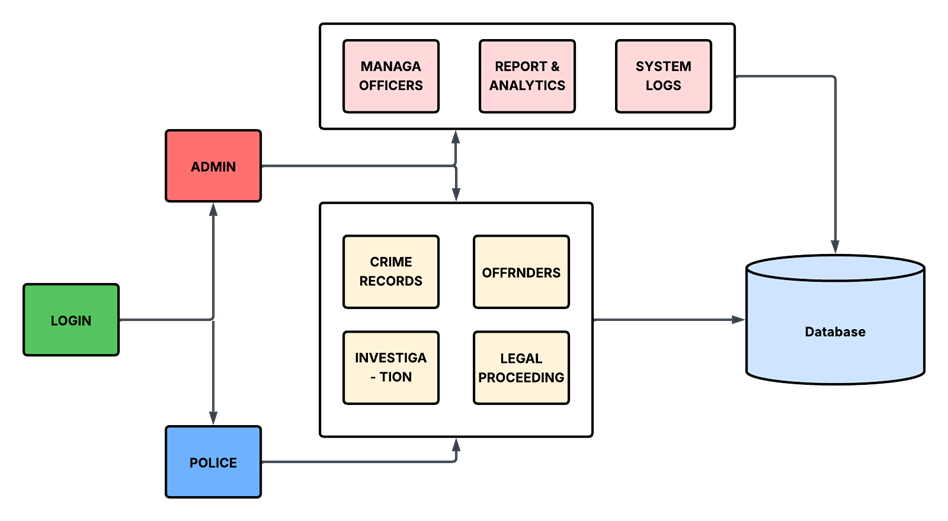 MANAGA
OFFICERS
REPORT &
ANALYTICS
SYSTEM
LOGS
ADMIN
CRIME
RECORDS
OFFRNDERS
LOGIN
Database
INVESTIGA
- TION
LEGAL
PROCEEDING
POLICE